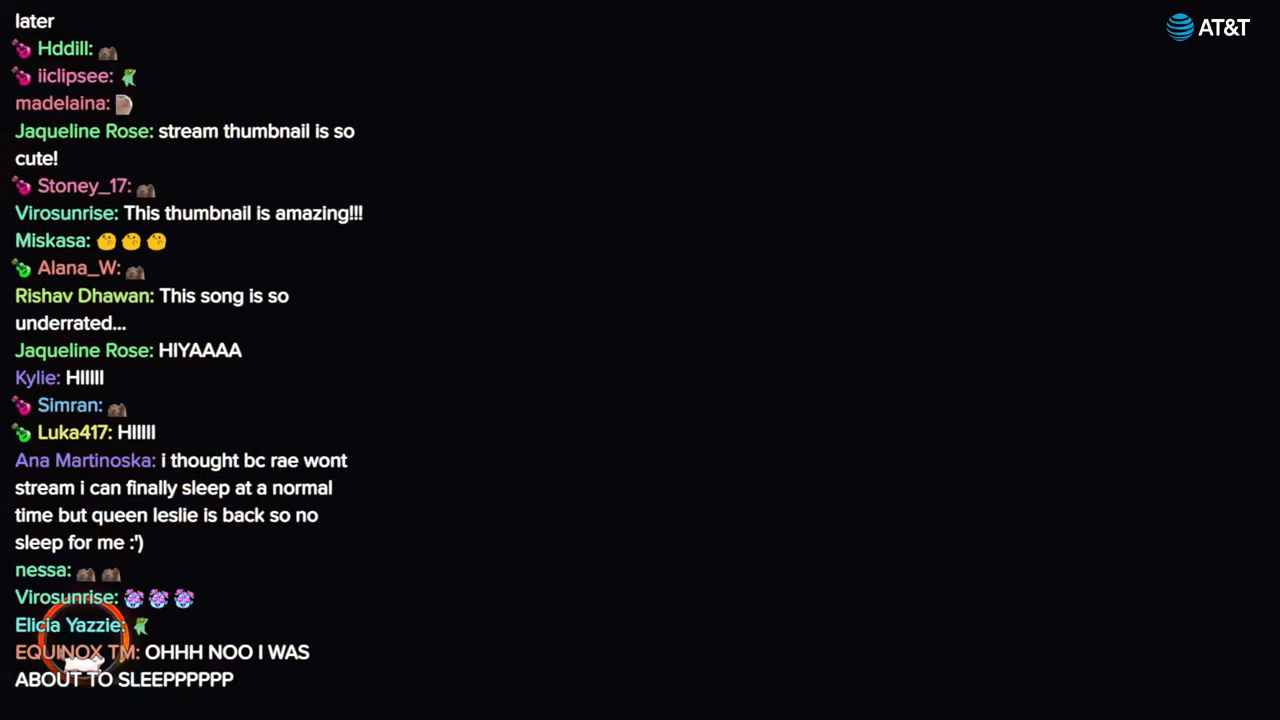 later
AT&T
Hddill:
iiclipsee:
madelaina:
Jaqueline Rose: stream thumbnail is so
cute!
Stoney_17:
Virosunrise: This thumbnail is amazing!!!
Miskasa:
Alana_W:
Rishav Dhawan: This song is so
underrated...
Jaqueline Rose: HIYAAAA
Kylie: HIIIII
Simran:
Luka417: HIIIII
Ana Martinoska: i thought bc rae wont
stream i can finally sleep at a normal
time but queen leslie is back so no
sleep for me :')
nessa:
Virosunrise:
Elicia Yazzie:
EQUINOX TM: OHHH NOO I WAS
ABOUT TO SLEEPPPPPP